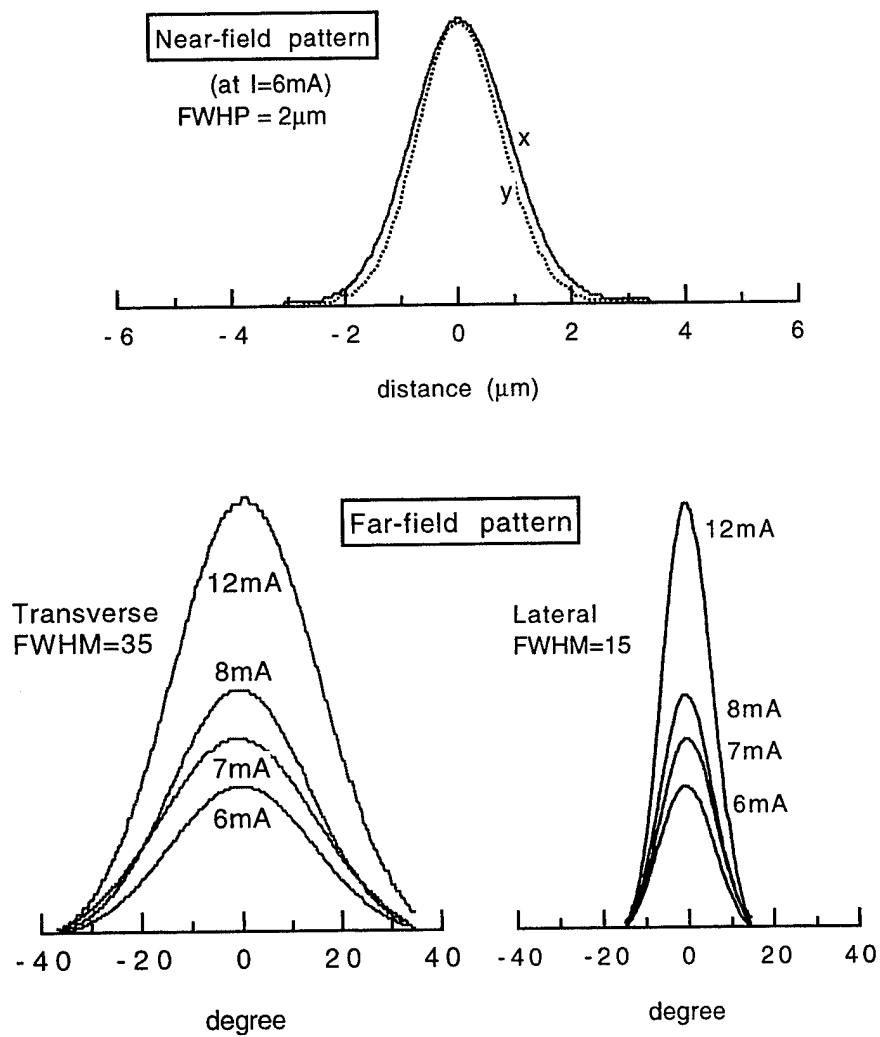 Near-field pattern
(at I=6mA)
FWHP = 2μm
x
y
-6 -4 -2 0 2 4 6
distance (μm)
Far-field pattern
Transverse
FWHM=35
12mA
8mA
7mA
6mA
-40 -20 0 20 40
degree
Lateral
FWHM=15
12mA
8mA
7mA
6mA
-40 -20 0 20 40
degree